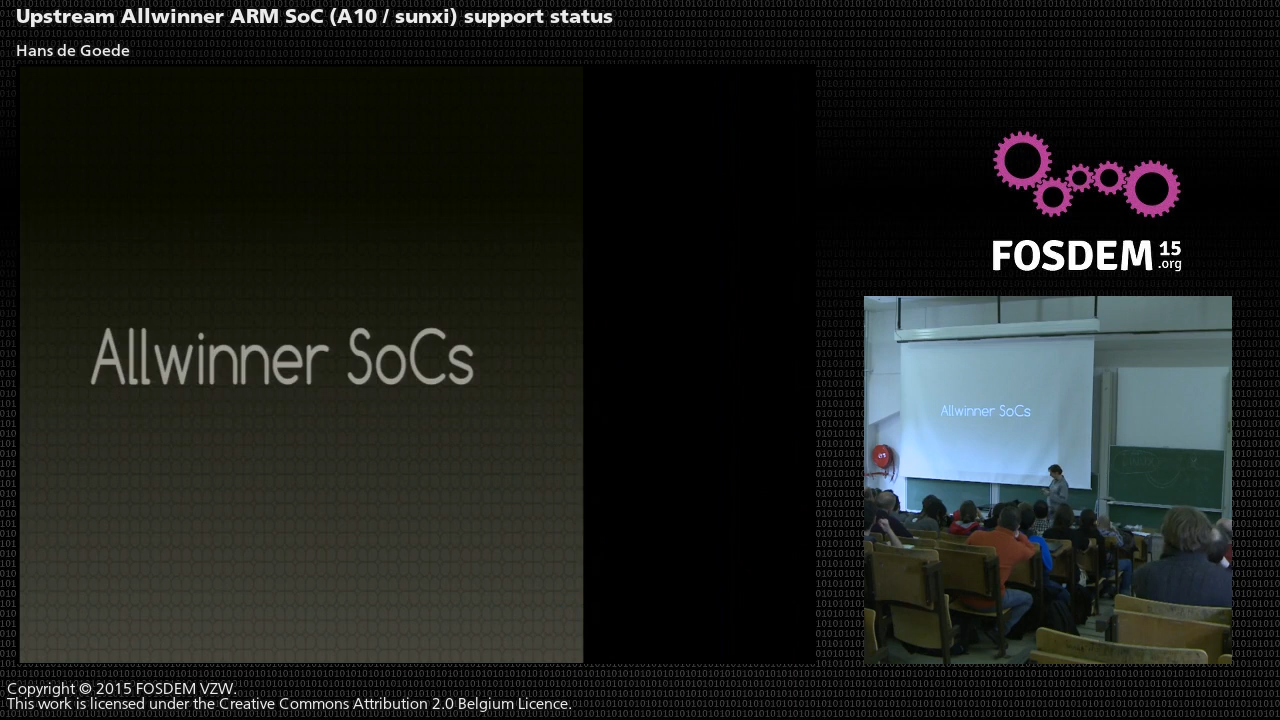 Upstream Allwinner ARM SoC (A10 / sunxi) support status
Hans de Goede
Allwinner SoCs
FOSDEM 15
.org
Allwinner SoCs
Copyright © 2015 FOSDEM VZW.
This work is licensed under the Creative Commons Attribution 2.0 Belgium Licence.